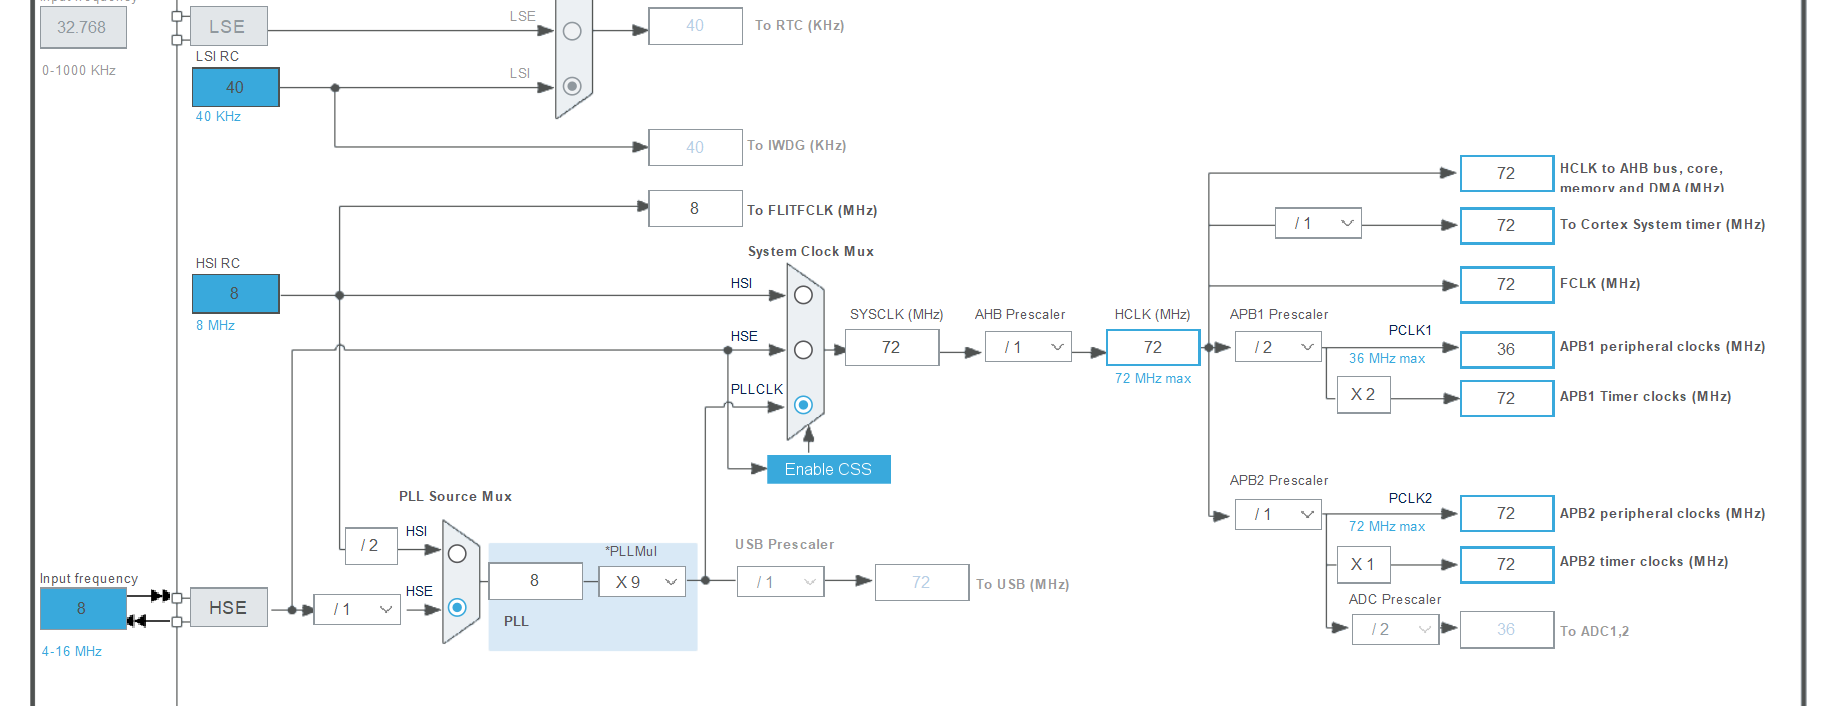 Input frequency
32.768
0-1000 KHz
LSE
LSI RC
40
40 KHz
LSE
LSI
40
To RTC (KHz)
40
To IWDG (KHz)
8
To FLITFCLK (MHz)
HSI RC
8
8 MHz
System Clock Mux
HSI
HSE
PLLCLK
Enable CSS
SYSCLK (MHz)
72
AHB Prescaler
/ 1
HCLK (MHz)
72
72 MHz max
72
HCLK to AHB bus, core,
memory and DMA (MHz)
/ 1
72
To Cortex System timer (MHz)
72
FCLK (MHz)
APB1 Prescaler
/ 2
PCLK1
36 MHz max
36
APB1 peripheral clocks (MHz)
X 2
72
APB1 Timer clocks (MHz)
APB2 Prescaler
/ 1
PCLK2
72 MHz max
72
APB2 peripheral clocks (MHz)
X 1
72
APB2 timer clocks (MHz)
ADC Prescaler
/ 2
36
To ADC1,2
PLL Source Mux
/ 2
HSI
HSE
Input frequency
8
4-16 MHz
HSE
/ 1
8
*PLLMul
X 9
PLL
USB Prescaler
/ 1
72
To USB (MHz)